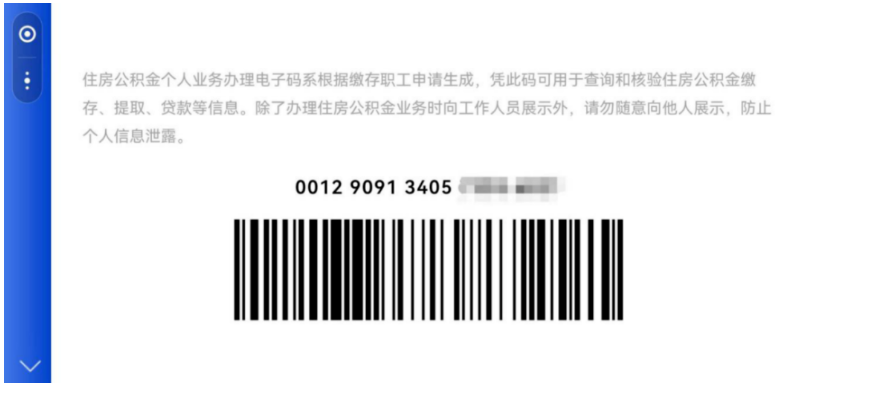 住房公积金个人业务办理电子码系根据缴存职工申请生成，凭此码可用于查询和核验住房公积金缴
存、提取、贷款等信息。除了办理住房公积金业务时向工作人员展示外，请勿随意向他人展示，防止
个人信息泄露。
0012 9091 3405